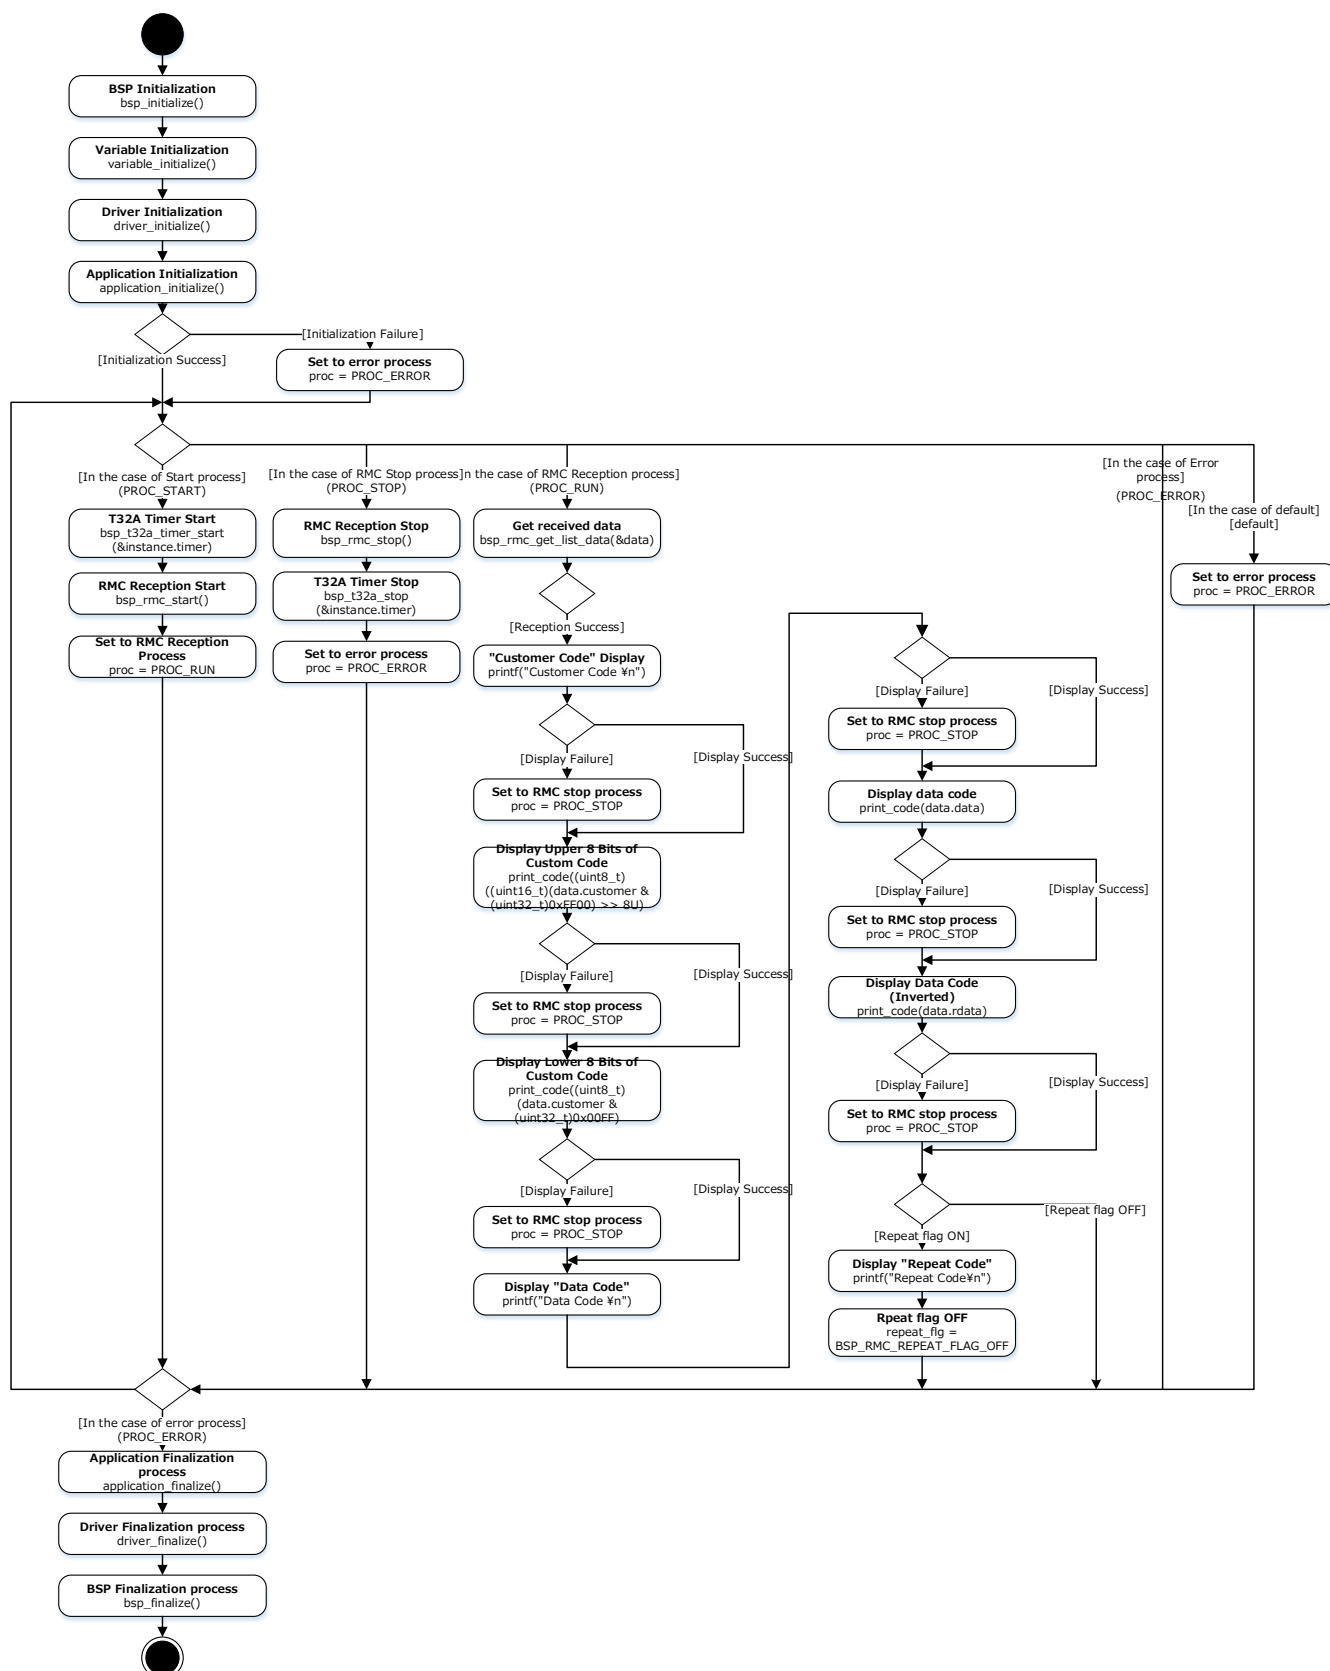 BSP Initialization
bsp_initialize()
Variable Initialization
variable_initialize()
Driver Initialization
driver_initialize()
Application Initialization
application_initialize()
[Initialization Failure]
[Initialization Success]
Set to error process
proc = PROC_ERROR
[In the case of Start process]
(PROC_START)
T32A Timer Start
bsp_t32a_timer_start
(&instance.timer)
RMC Reception Start
bsp_rmc_start()
Set to RMC Reception
Process
proc = PROC_RUN
[In the case of RMC Stop process]
(PROC_STOP)
RMC Reception Stop
bsp_rmc_stop()
T32A Timer Stop
bsp_t32a_stop
(&instance.timer)
Set to error process
proc = PROC_ERROR
n the case of RMC Reception process]
(PROC_RUN)
Get received data
bsp_rmc_get_list_data(&data)
[Reception Success]
"Customer Code" Display
printf("Customer Code ¥n")
[Display Failure]
[Display Success]
Set to RMC stop process
proc = PROC_STOP
Display Upper 8 Bits of
Custom Code
print_code((uint8_t)
((uint16_t)(data.customer &
(uint32_t)0xFF00) >> 8U)
[Display Failure]
[Display Success]
Set to RMC stop process
proc = PROC_STOP
Display Lower 8 Bits of
Custom Code
print_code((uint8_t)
(data.customer &
(uint32_t)0x00FF)
[Display Failure]
[Display Success]
Set to RMC stop process
proc = PROC_STOP
Display "Data Code"
printf("Data Code ¥n")
[Display Failure]
[Display Success]
Set to RMC stop process
proc = PROC_STOP
Display data code
print_code(data.data)
[Display Failure]
[Display Success]
Set to RMC stop process
proc = PROC_STOP
Display Data Code
(Inverted)
print_code(data.rdata)
[Display Failure]
[Display Success]
Set to RMC stop process
proc = PROC_STOP
[Repeat flag OFF]
[Repeat flag ON]
Display "Repeat Code"
printf("Repeat Code¥n")
Rpeat flag OFF
repeat_flg =
BSP_RMC_REPEAT_FLAG_OFF
[In the case of Error
process]
(PROC_ERROR)
[In the case of default]
[default]
Set to error process
proc = PROC_ERROR
[In the case of error process]
(PROC_ERROR)
Application Finalization
process
application_finalize()
Driver Finalization process
driver_finalize()
BSP Finalization process
bsp_finalize()